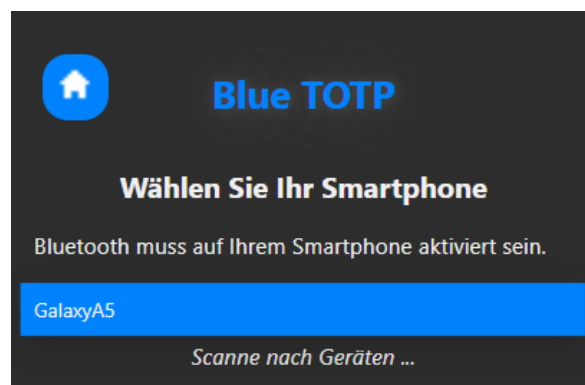 Blue TOTP
Wählen Sie Ihr Smartphone
Bluetooth muss auf Ihrem Smartphone aktiviert sein.
GalaxyA5
Scanne nach Geräten ...